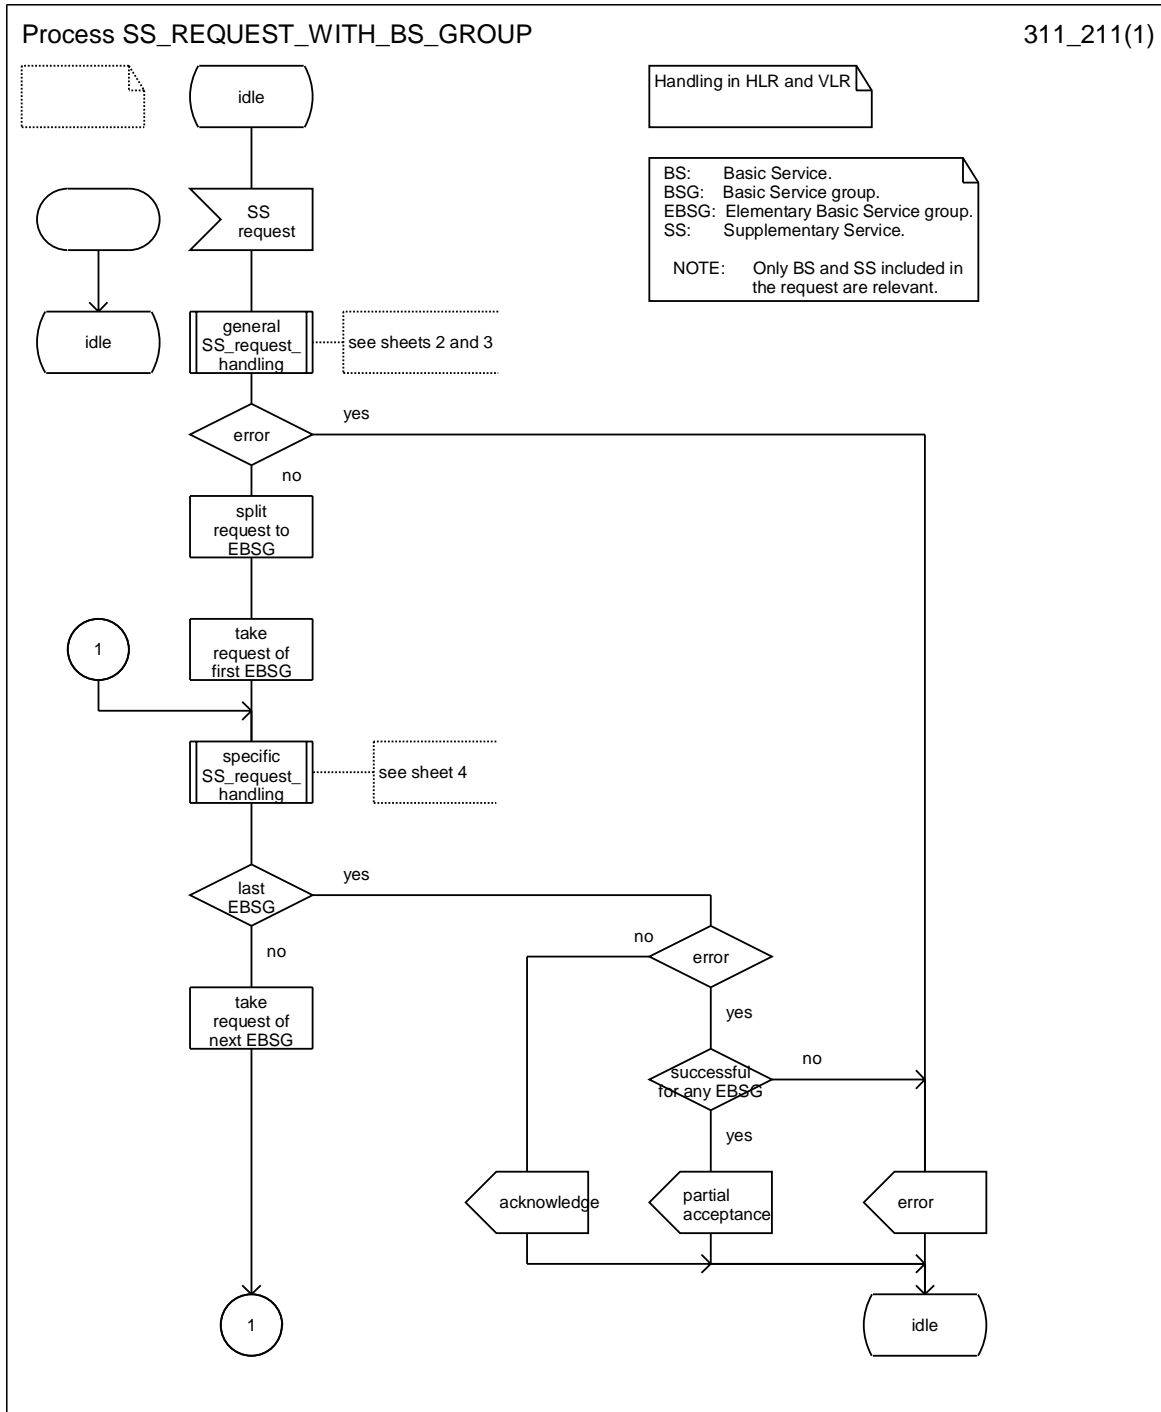 Process SS_REQUEST_WITH_BS_GROUP
311_211(1)
idle
Handling in HLR and VLR
BS: Basic Service.
BSG: Basic Service group.
EBSG: Elementary Basic Service group.
SS: Supplementary Service.
NOTE: Only BS and SS included in
the request are relevant.
SS
request
idle
general
SS_request_
handling
see sheets 2 and 3
error
yes
no
split
request to
EBSG
1
take
request of
first EBSG
specific
SS_request_
handling
see sheet 4
last
EBSG
yes
no
no
error
yes
take
request of
next EBSG
successful
for any EBSG
no
yes
acknowledge
partial
acceptance
error
1
idle